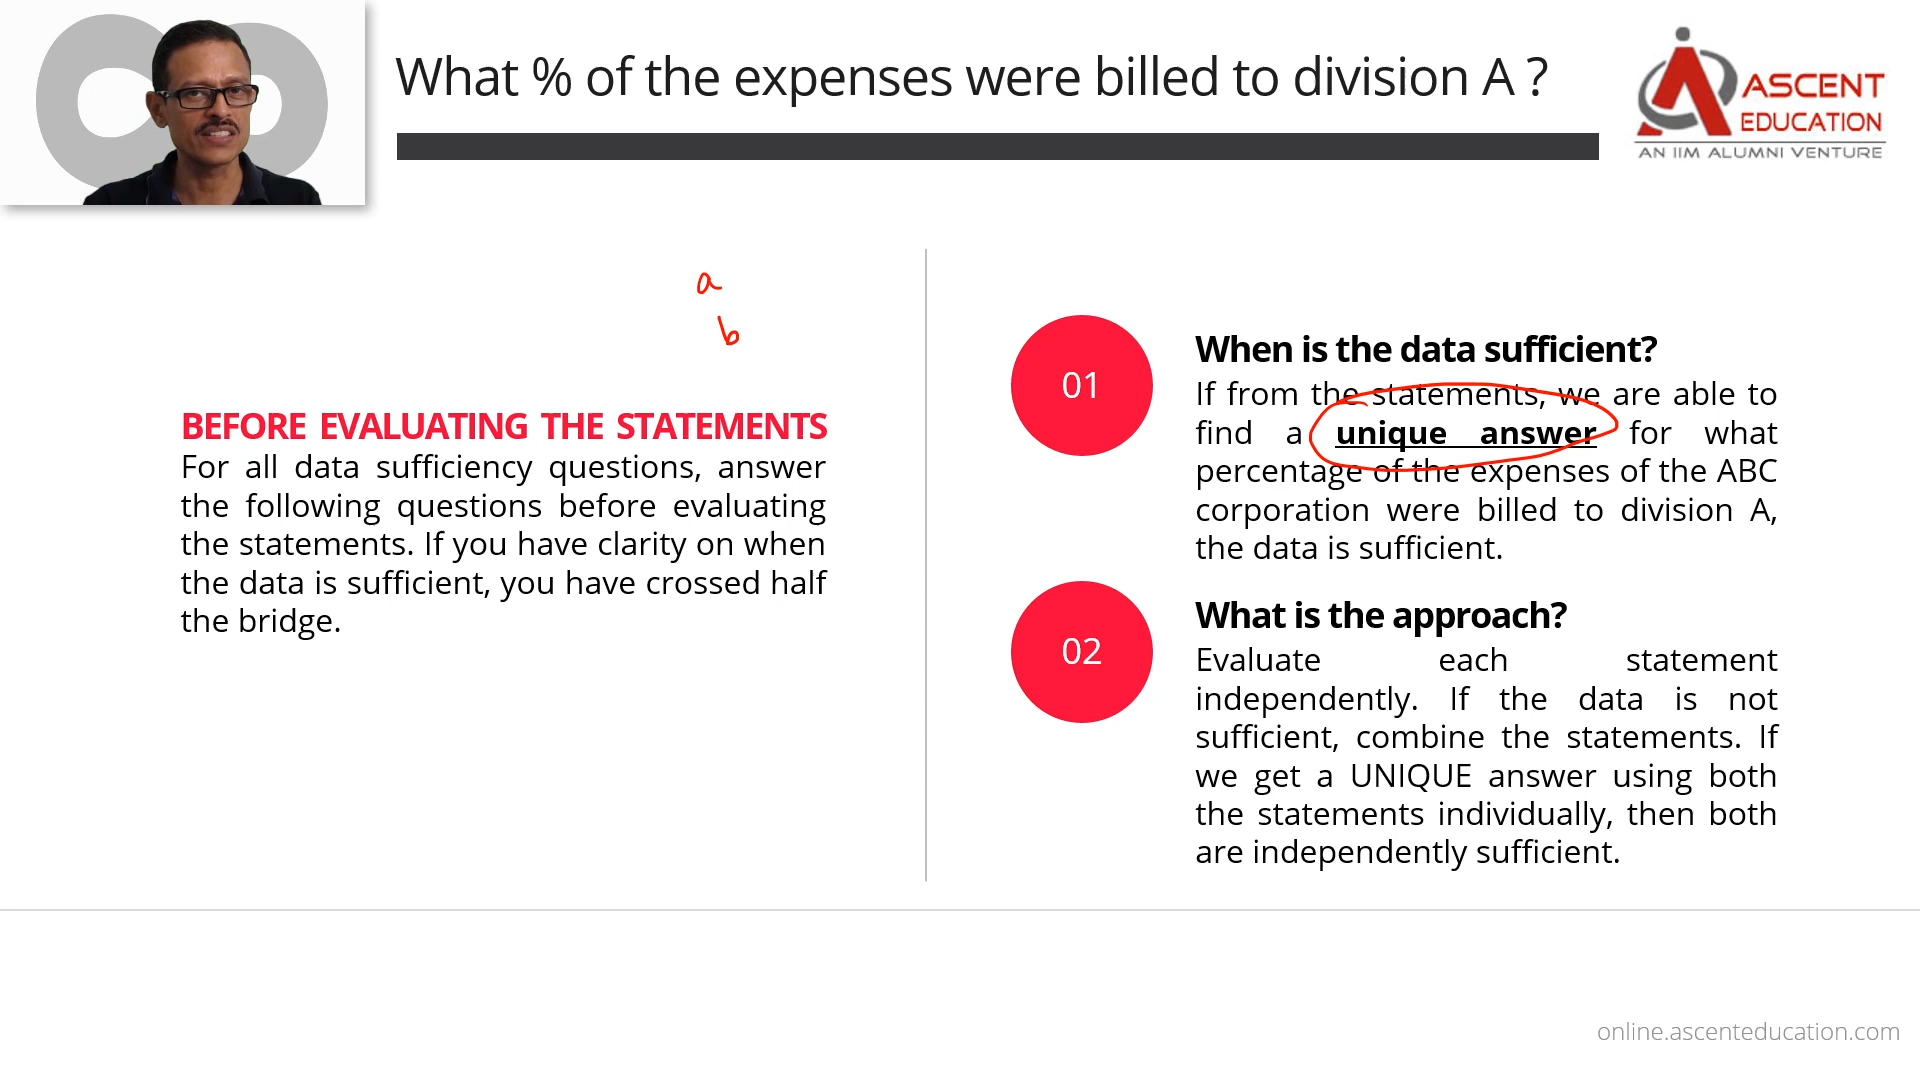 What % of the expenses were billed to division A ?
ASCENT
EDUCATION
AN IIM ALUMNI VENTURE
a
b
BEFORE EVALUATING THE STATEMENTS
For all data sufficiency questions, answer
the following questions before evaluating
the statements. If you have clarity on when
the data is sufficient, you have crossed half
the bridge.
01
When is the data sufficient?
If from the statements, we are able to
find a unique answer for what
percentage of the expenses of the ABC
corporation were billed to division A,
the data is sufficient.
02
What is the approach?
Evaluate each statement
independently. If the data is not
sufficient, combine the statements. If
we get a UNIQUE answer using both
the statements individually, then both
are independently sufficient.
online.ascenteducation.com